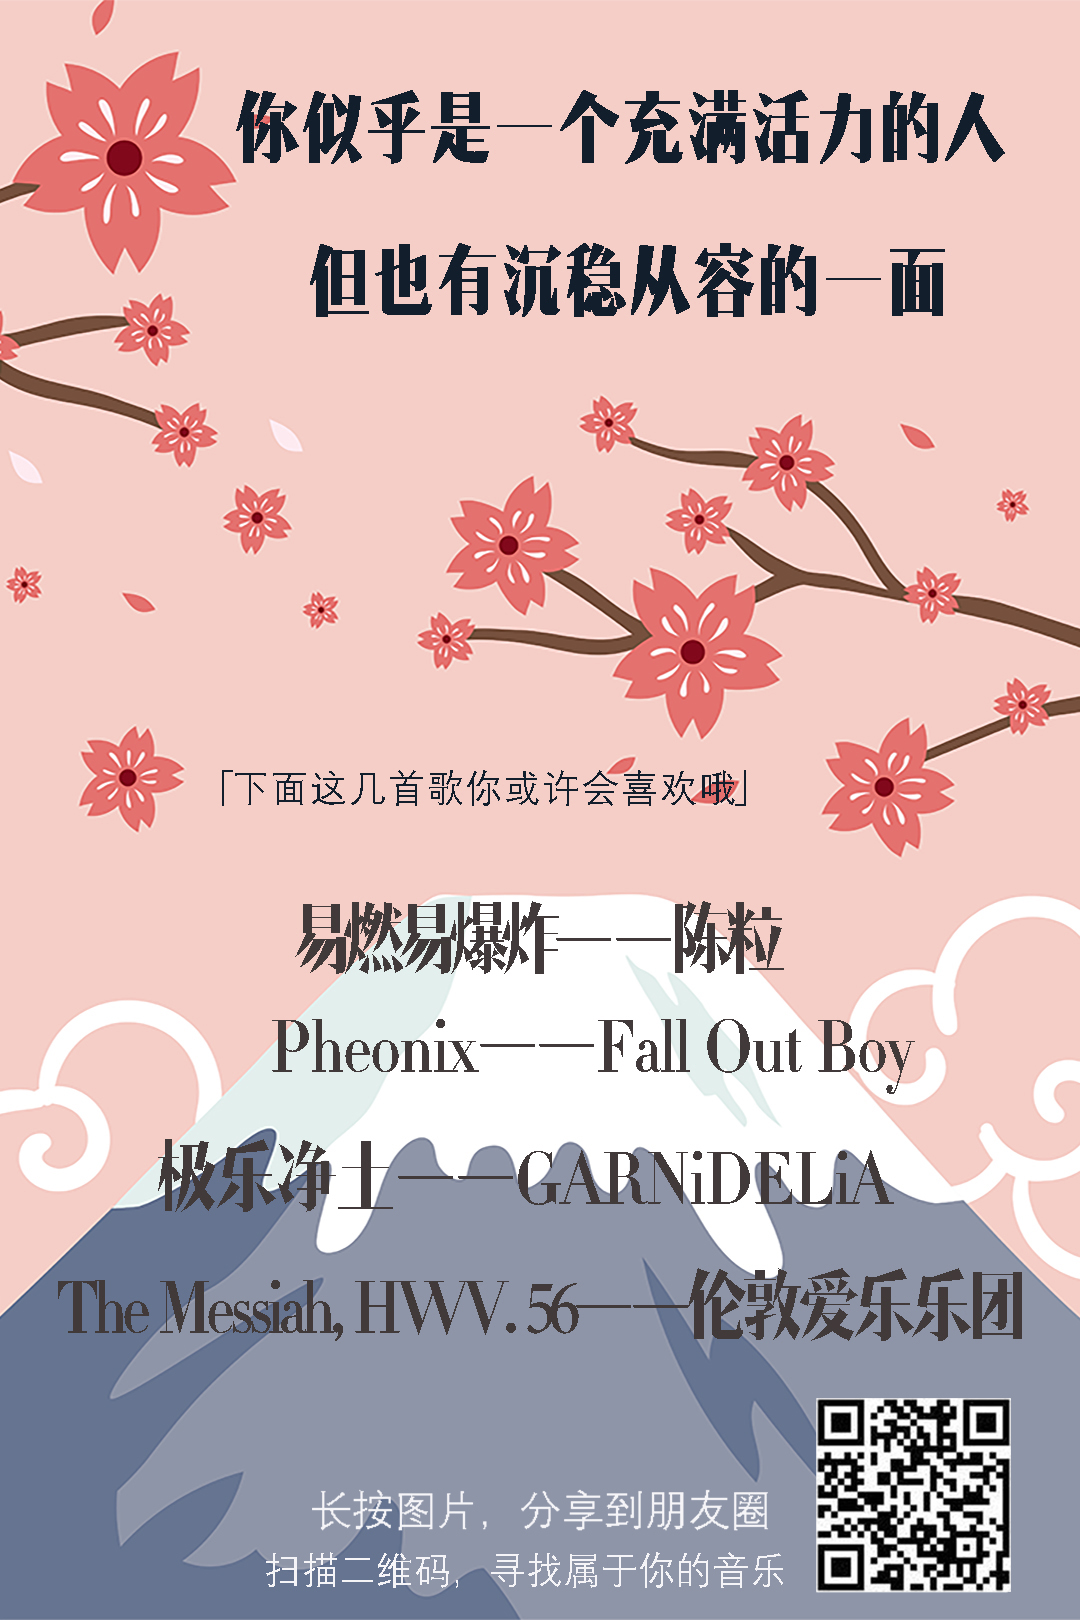 你似乎是一个充满活力的人
但也有沉稳从容的一面
「下面这几首歌你或许会喜欢哦」
易燃易爆炸——陈粒
Pheonix——Fall Out Boy
极乐净土——GARNiDELiA
The Messiah, HWV. 56——伦敦爱乐乐团
长按图片，分享到朋友圈
扫描二维码，寻找属于你的音乐